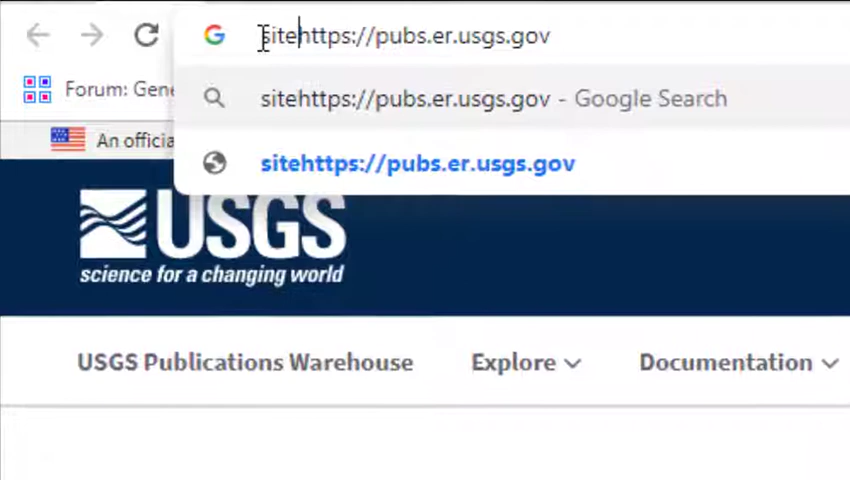 sitehttps://pubs.er.usgs.gov
Forum: Gene
sitehttps://pubs.er.usgs.gov - Google Search
An officia
sitehttps://pubs.er.usgs.gov
USGS
science for a changing world
USGS Publications Warehouse Explore Documentation